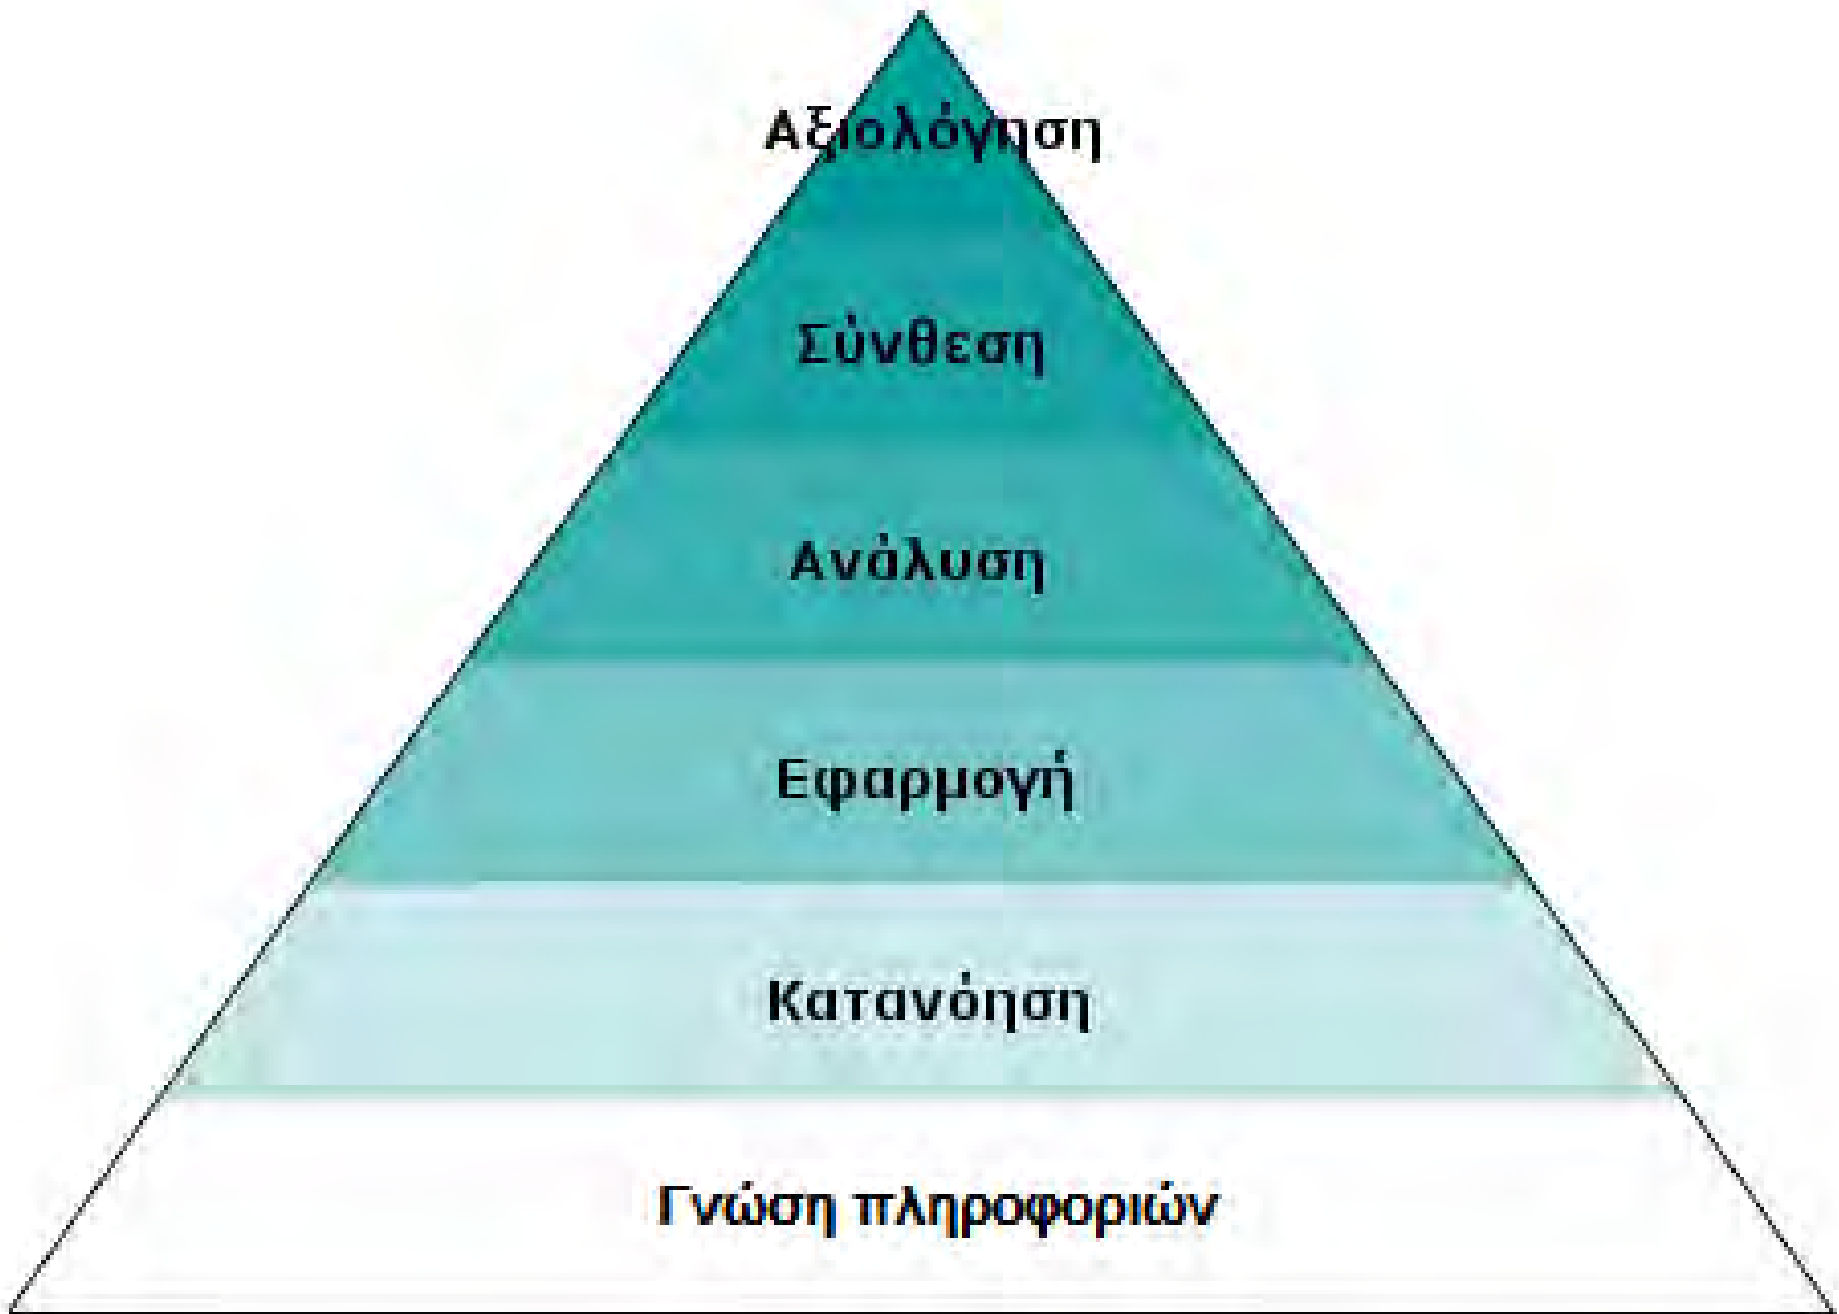 Αξιολόγηση
Σύνθεση
Ανάλυση
Εφαρμογή
Κατανόηση
Γνώση πληροφοριών